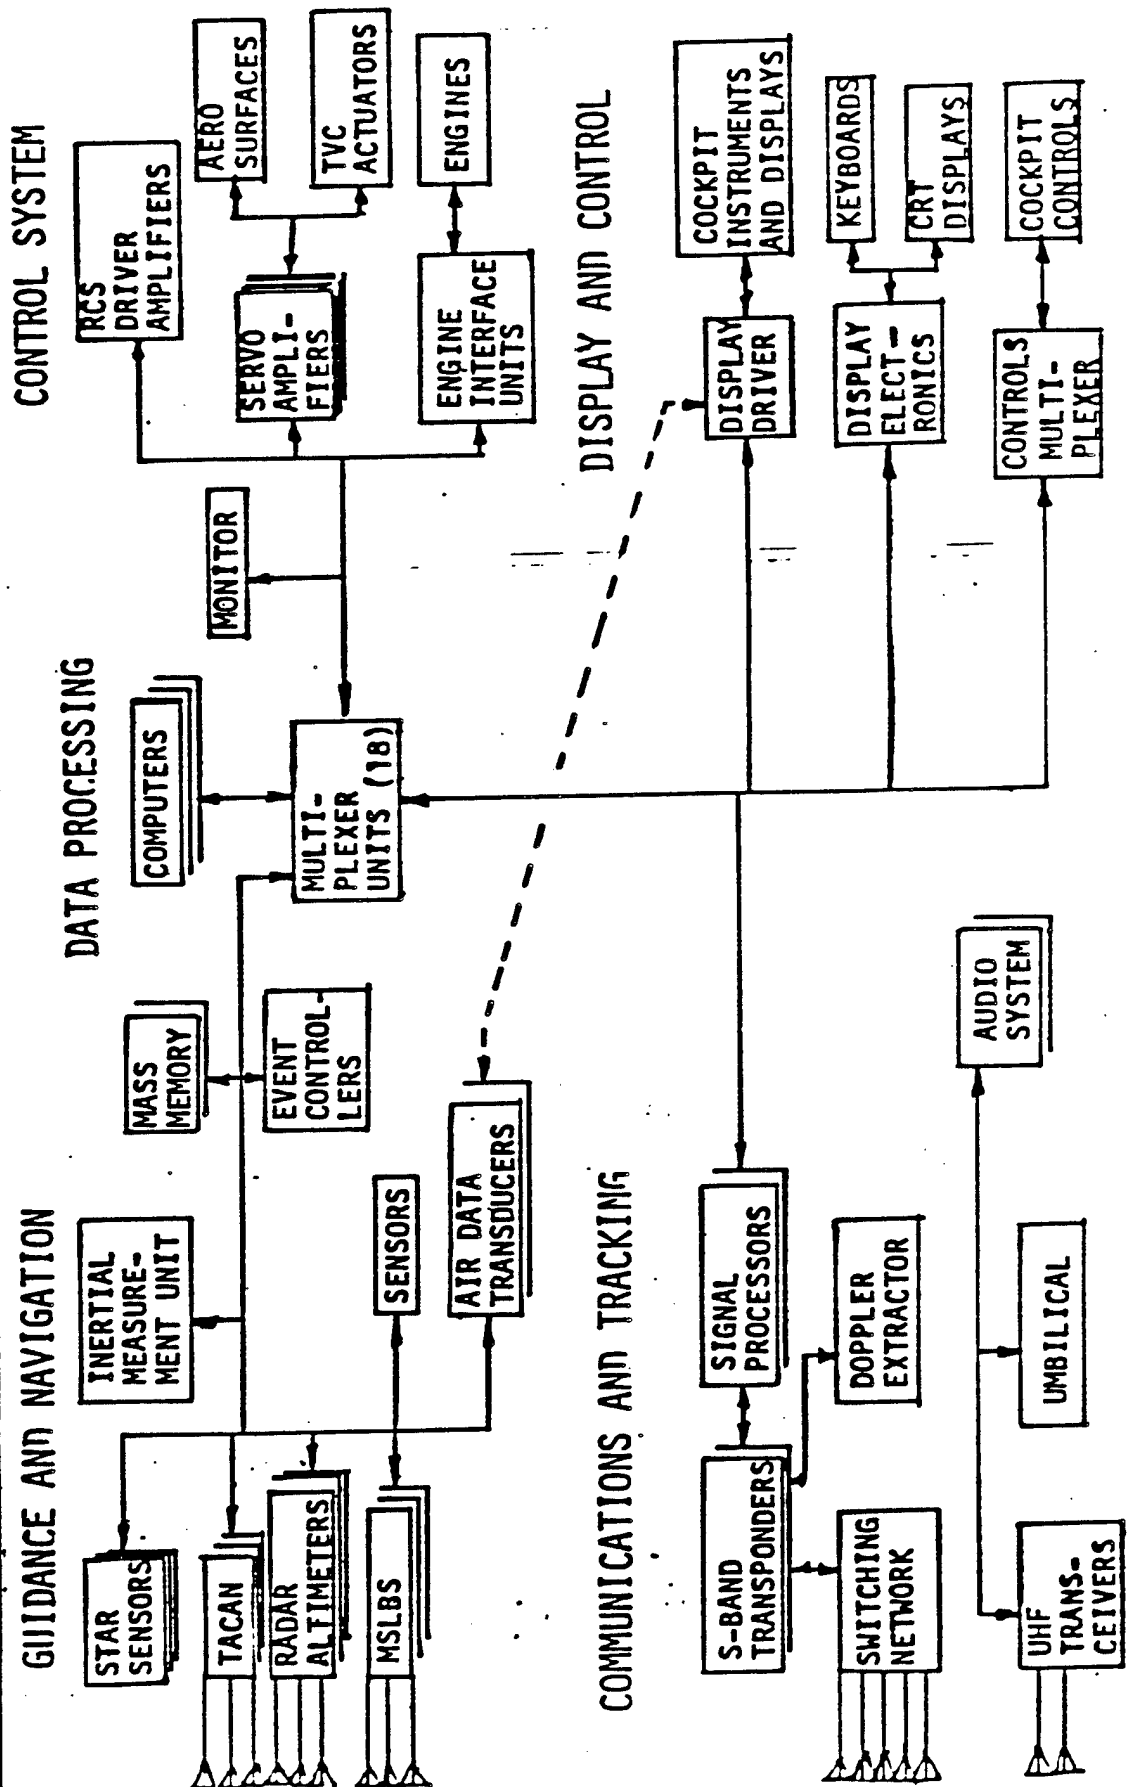 GUIDANCE AND NAVIGATION
STAR
SENSORS
TACAN
RADAR
ALTIMETERS
MSLBS
INERTIAL
MEASURE-
MENT UNIT
SENSORS
AIR DATA
TRANSDUCERS
DATA PROCESSING
MASS
MEMORY
EVENT
CONTROL-
LERS
COMPUTERS
MULTI-
PLEXER
UNITS (18)
MONITOR
CONTROL SYSTEM
RCS
DRIVER
AMPLIFIERS
SERVO
AMPLI-
FIERS
ENGINE
INTERFACE
UNITS
AERO
SURFACES
TVC
ACTUATORS
ENGINES
COMMUNICATIONS AND TRACKING
S-BAND
TRANSPONDERS
SIGNAL
PROCESSORS
SWITCHING
NETWORK
DOPPLER
EXTRACTOR
UHF
TRANS-
CEIVERS
UMBILICAL
AUDIO
SYSTEM
DISPLAY AND CONTROL
DISPLAY
DRIVER
COCKPIT
INSTRUMENTS
AND DISPLAYS
DISPLAY
ELECT-
RONICS
KEYBOARDS
CRT
DISPLAYS
CONTROLS
MULTI-
PLEXER
COCKPIT
CONTROLS